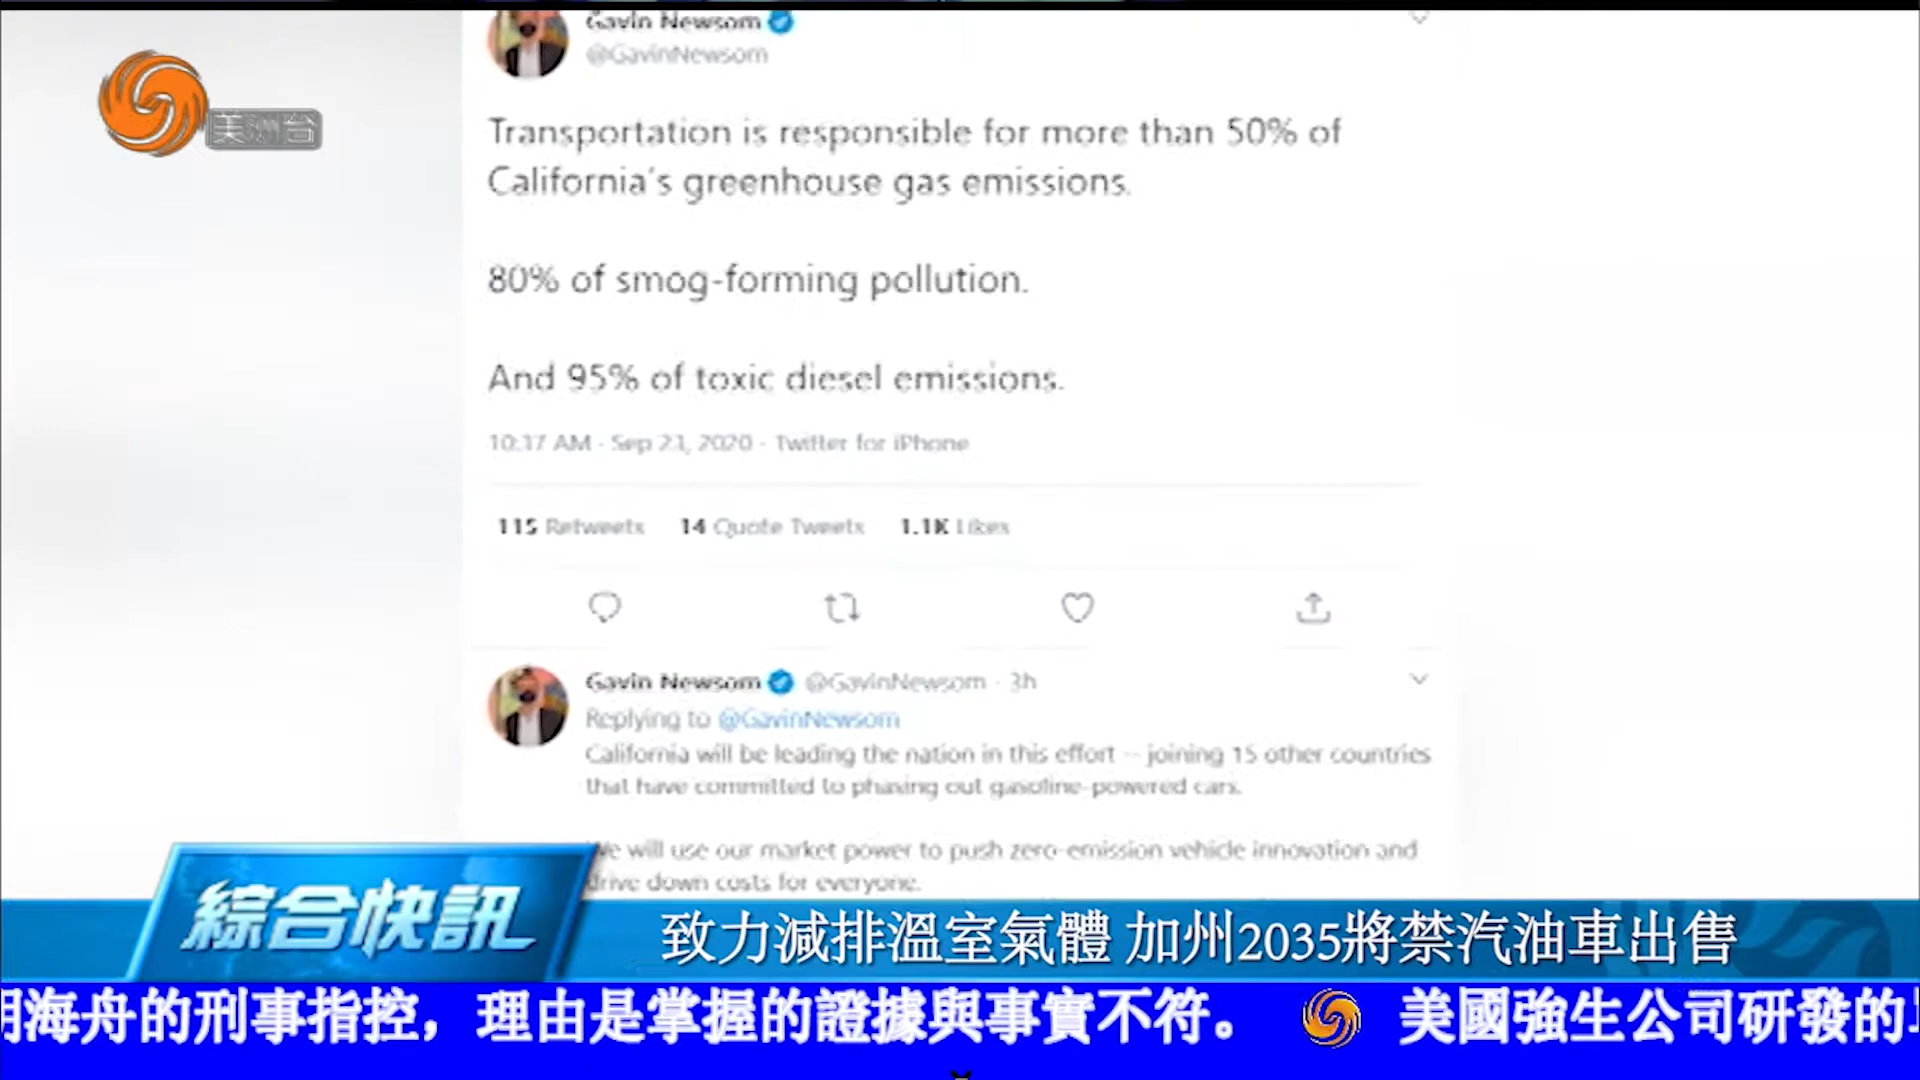 Gavin Newsom
@GavinNewsom
美洲台
Transportation is responsible for more than 50% of
California's greenhouse gas emissions.
80% of smog-forming pollution.
And 95% of toxic diesel emissions.
10:37 AM · Sep 23, 2020 · Twitter for iPhone
115 Retweets 14 Quote Tweets 1.1K Likes
Gavin Newsom @GavinNewsom · 3h
Replying to @GavinNewsom
California will be leading the nation in this effort -- joining 15 other countries
that have committed to phasing out gasoline-powered cars.
We will use our market power to push zero-emission vehicle innovation and
drive down costs for everyone.
綜合快訊
致力減排溫室氣體 加州2035將禁汽油車出售
海舟的刑事指控，理由是掌握的證據與事實不符。 美國強生公司研發的